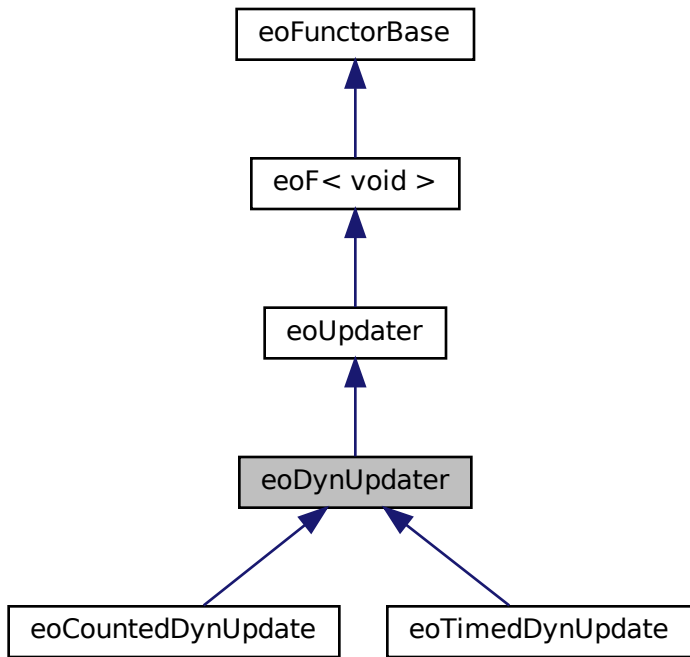 eoFunctorBase
eoF< void >
eoUpdater
eoDynUpdater
eoCountedDynUpdate
eoTimedDynUpdate